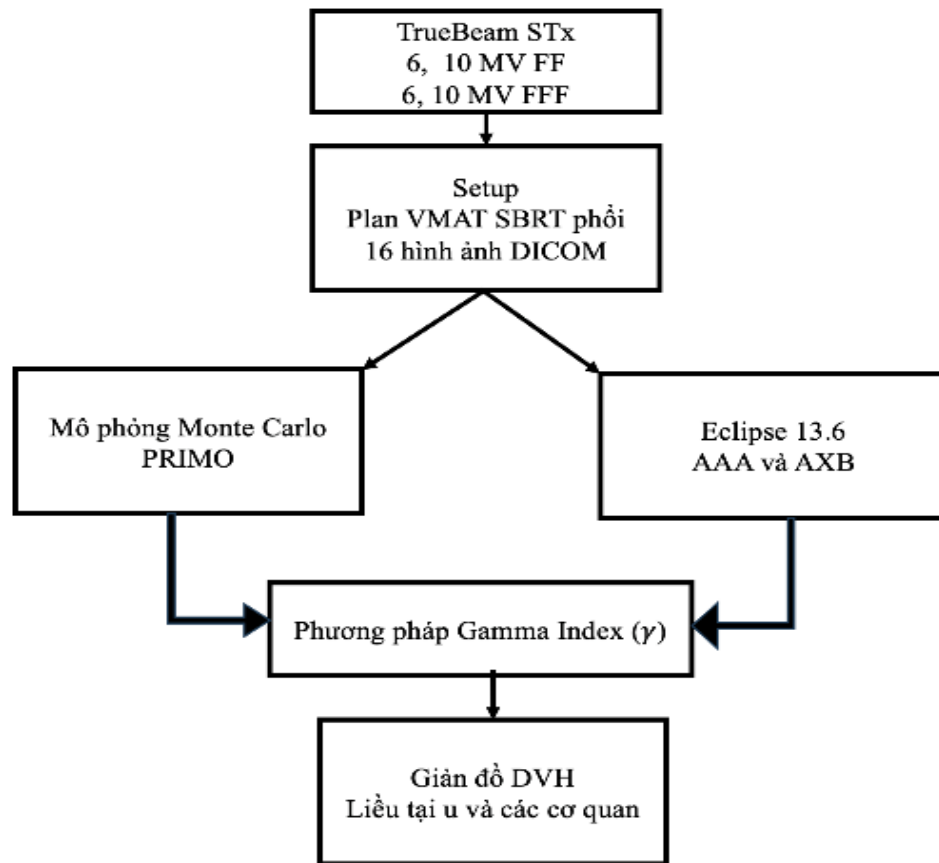 TrueBeam STx
6, 10 MV FF
6, 10 MV FFF
Setup
Plan VMAT SBRT phổi
16 hình ảnh DICOM
Mô phỏng Monte Carlo
PRIMO
Eclipse 13.6
AAA và AXB
Phương pháp Gamma Index (γ)
Giản đồ DVH
Liều tại u và các cơ quan